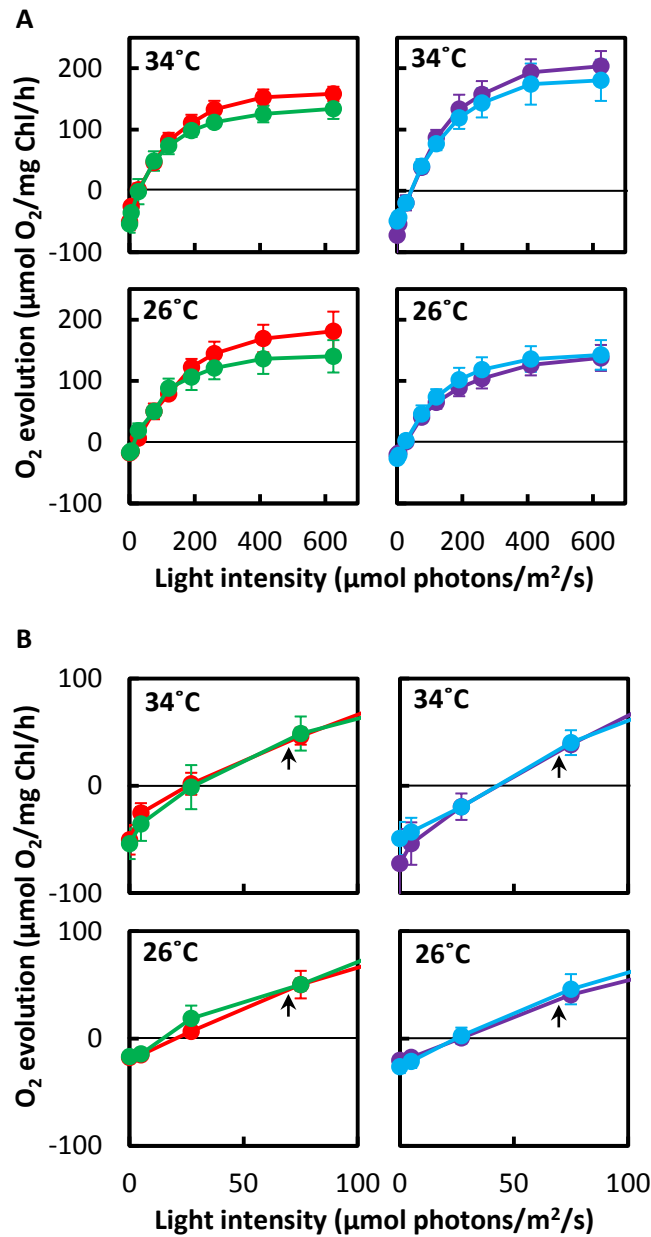 A
34˚C
34˚C
200
100
0
-100
26˚C
26˚C
200
100
0
-100
O₂ evolution (µmol O₂/mg Chl/h)
0 200 400 600
0 200 400 600
Light intensity (µmol photons/m²/s)
B
34˚C
34˚C
100
0
-100
26˚C
26˚C
100
0
-100
O₂ evolution (µmol O₂/mg Chl/h)
0 50 100
0 50 100
Light intensity (µmol photons/m²/s)